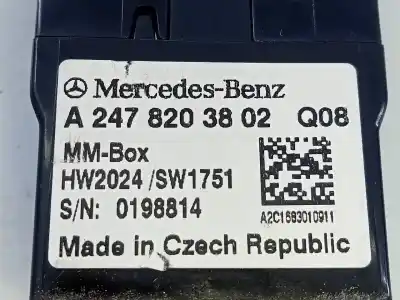 Mercedes-Benz
A 247 820 38 02 Q08
MM-Box
HW2024 /SW1751
S/N: 0198814
A2C1693010911
Made in Czech Republic